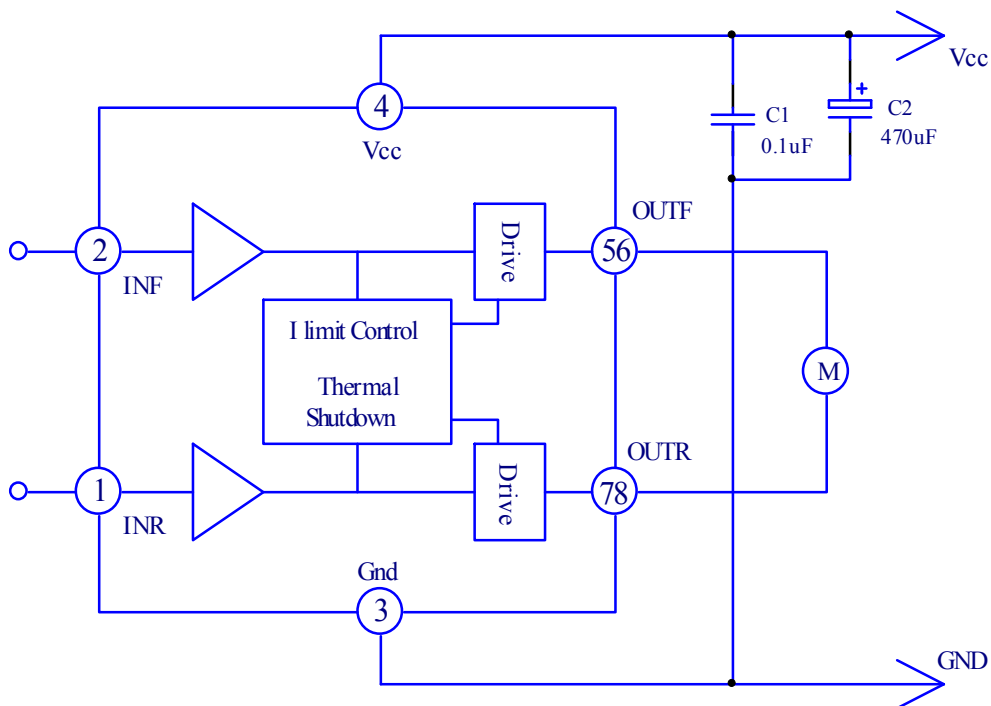 Vcc
4
Vcc
C1
0.1uF
+
C2
470uF
OUTF
2
INF
Drive
56
I limit Control
Thermal
Shutdown
M
OUTR
1
INR
Drive
78
Gnd
3
GND